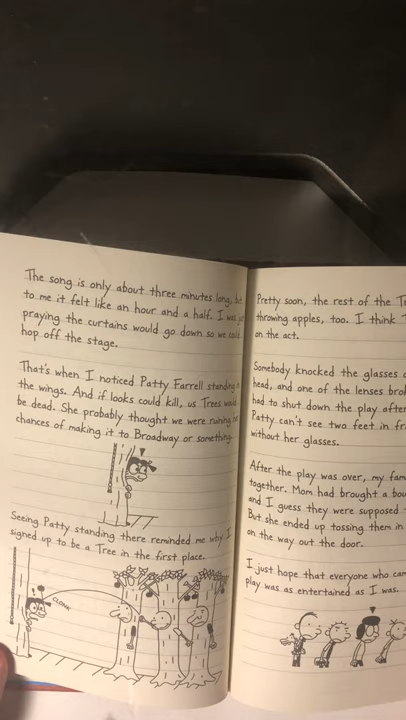 The song is only about three minutes long, but
to me it felt like an hour and a half. I was just
praying the curtains would go down so we could
hop off the stage.
That's when I noticed Patty Farrell standing in
the wings. And if looks could kill, us Trees would
be dead. She probably thought we were ruining her
chances of making it to Broadway or something.
Seeing Patty standing there reminded me why I
signed up to be a Tree in the first place.
CLONK
Pretty soon, the rest of the
throwing apples, too. I think
on the act.
Somebody knocked the glasses
head, and one of the lenses
had to shut down the play after
Patty can't see two feet in
without her glasses.
After the play was over, my
together. Mom had brought a
and I guess they were supposed
But she ended up tossing them in
on the way out the door.
I just hope that everyone who
play was as entertained as I was.